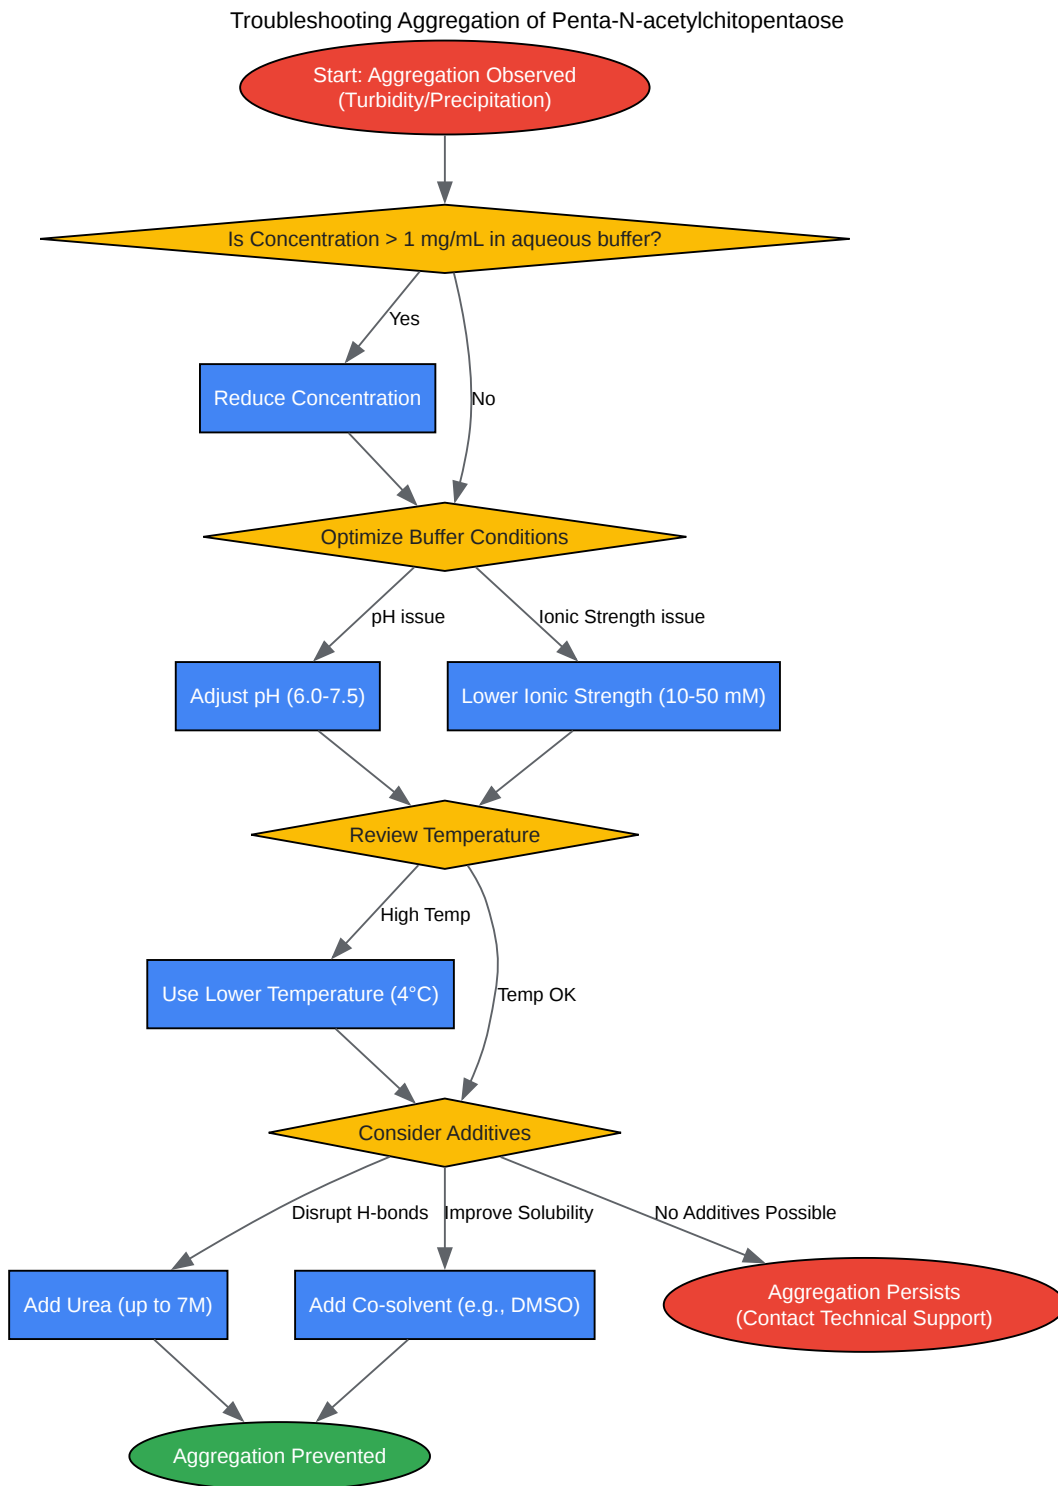 Troubleshooting Aggregation of Penta-N-acetylchitopentaose
Start: Aggregation Observed
(Turbidity/Precipitation)
Is Concentration > 1 mg/mL in aqueous buffer?
Yes
Reduce Concentration
No
Optimize Buffer Conditions
pH issue
Ionic Strength issue
Adjust pH (6.0-7.5)
Lower Ionic Strength (10-50 mM)
Review Temperature
High Temp
Use Lower Temperature (4°C)
Temp OK
Consider Additives
Disrupt H-bonds
Improve Solubility
No Additives Possible
Add Urea (up to 7M)
Add Co-solvent (e.g., DMSO)
Aggregation Persists
(Contact Technical Support)
Aggregation Prevented